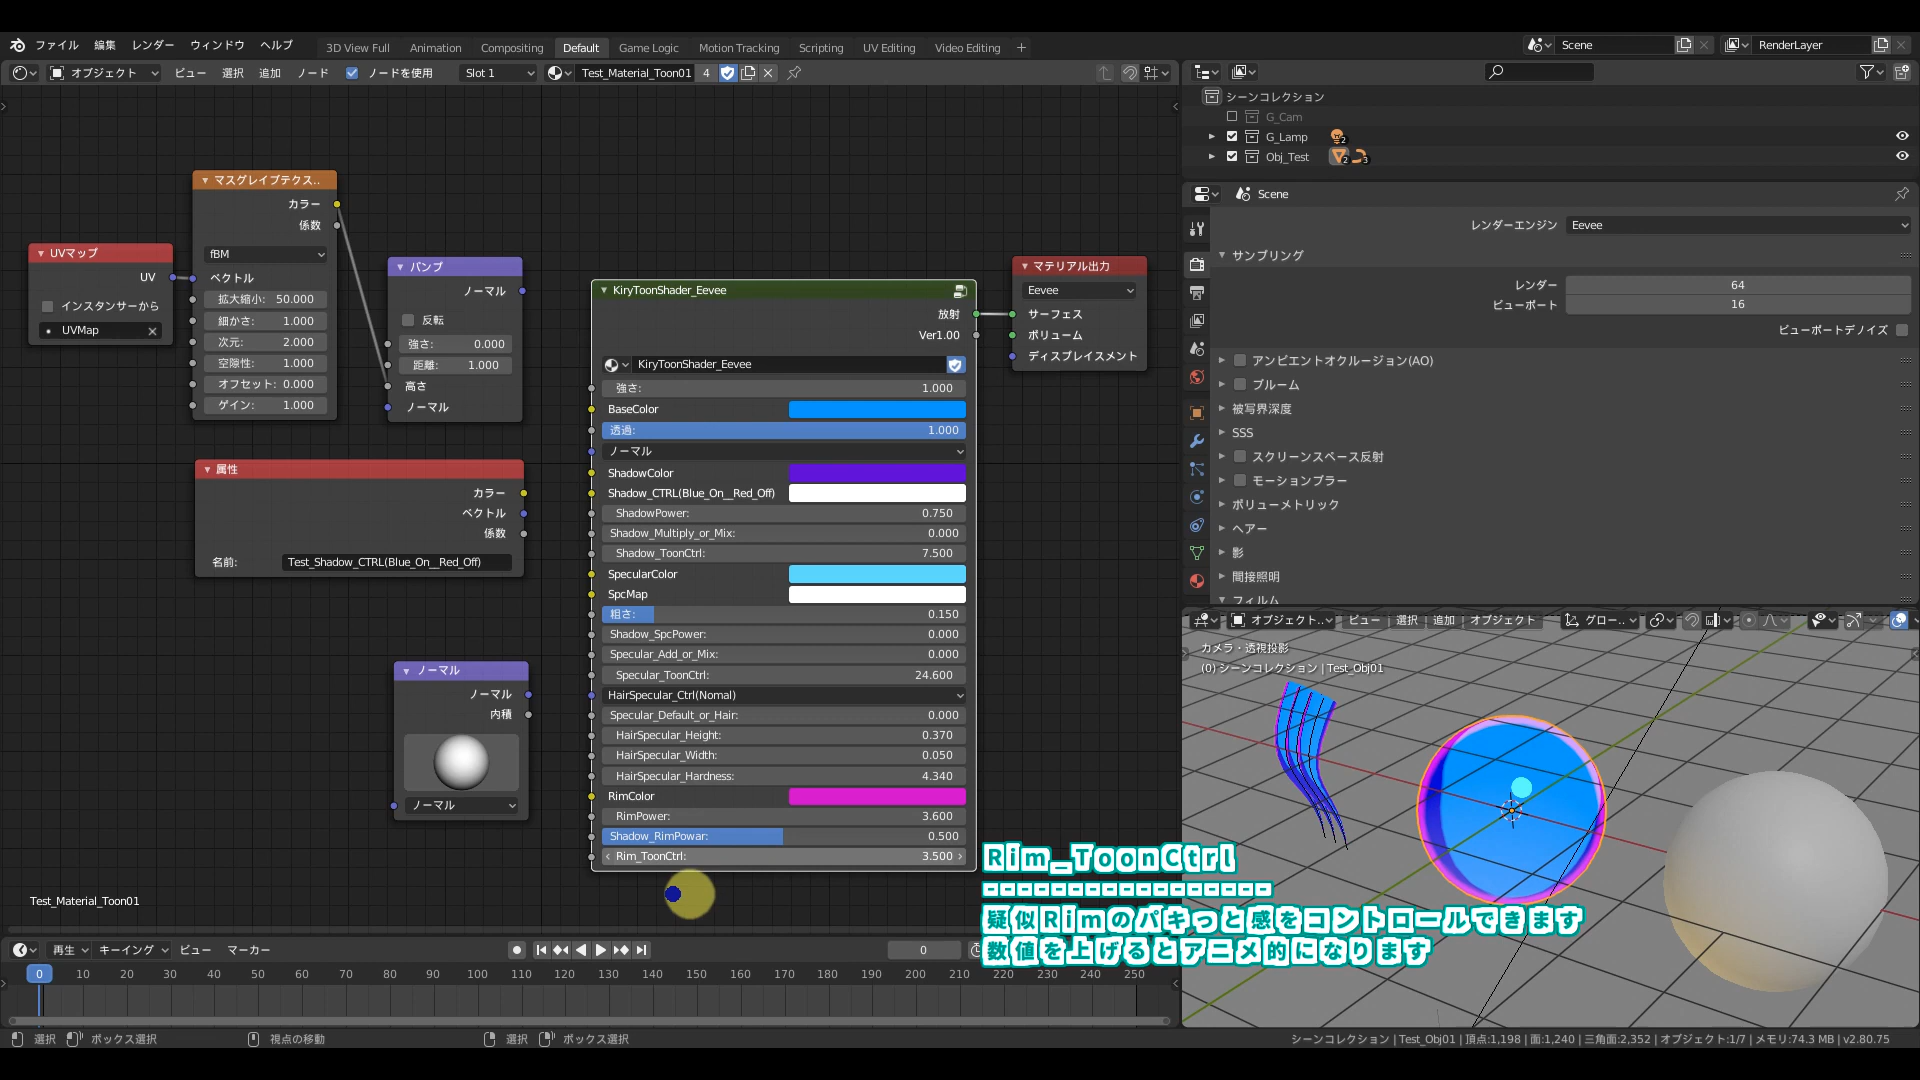 ファイル 編集 レンダー ウィンドウ ヘルプ 3D View Full Animation Compositing Default Game Logic Motion Tracking Scripting UV Editing Video Editing + Scene RenderLayer
オブジェクト ビュー 選択 追加 ノード ノードを使用 Slot 1 Test_Material_Toon01 4
マスグレイブテクス..
カラー
係数
fBM
ベクトル
拡大縮小: 50.000
細かさ: 1.000
次元: 2.000
空隙性: 1.000
オフセット: 0.000
ゲイン: 1.000
UVマップ
UV
インスタンサーから
UVMap
バンプ
ノーマル
反転
強さ: 0.000
距離: 1.000
高さ
ノーマル
属性
カラー
ベクトル
係数
名前: Test_Shadow_CTRL(Blue_On__Red_Off)
ノーマル
ノーマル
内積
ノーマル
KiryToonShader_Eevee
放射
Ver1.00
KiryToonShader_Eevee
強さ: 1.000
BaseColor
透過: 1.000
ノーマル
ShadowColor
Shadow_CTRL(Blue_On__Red_Off)
ShadowPower: 0.750
Shadow_Multiply_or_Mix: 0.000
Shadow_ToonCtrl: 7.500
SpecularColor
SpcMap
粗さ: 0.150
Shadow_SpcPower: 0.000
Specular_Add_or_Mix: 0.000
Specular_ToonCtrl: 24.600
HairSpecular_Ctrl(Nomal)
Specular_Default_or_Hair: 0.000
HairSpecular_Height: 0.370
HairSpecular_Width: 0.050
HairSpecular_Hardness: 4.340
RimColor
RimPower: 3.600
Shadow_RimPowar: 0.500
Rim_ToonCtrl: 3.500
マテリアル出力
Eevee
サーフェス
ボリューム
ディスプレイスメント
Test_Material_Toon01
シーンコレクション
G_Cam
G_Lamp 2
Obj_Test 2 3
Scene
レンダーエンジン Eevee
サンプリング
レンダー 64
ビューポート 16
ビューポートデノイズ
アンビエントオクルージョン(AO)
ブルーム
被写界深度
SSS
スクリーンスペース反射
モーションブラー
ボリューメトリック
ヘアー
影
間接照明
フィルム
オブジェクト.. ビュー 選択 追加 オブジェクト グロー..
カメラ・透視投影
(0) シーンコレクション | Test_Obj01
Rim_ToonCtrl
-----------------
疑似Rimのパキっと感をコントロールできます
数値を上げるとアニメ的になります
再生 キーイング ビュー マーカー 0
0 10 20 30 40 50 60 70 80 90 100 110 120 130 140 150 160 170 180 190 200 210 220 230 240 250
選択 ボックス選択 視点の移動 選択 ボックス選択 シーンコレクション | Test_Obj01 | 頂点:1,198 | 面:1,240 | 三角面:2,352 | オブジェクト:1/7 | メモリ:74.3 MB | v2.80.75